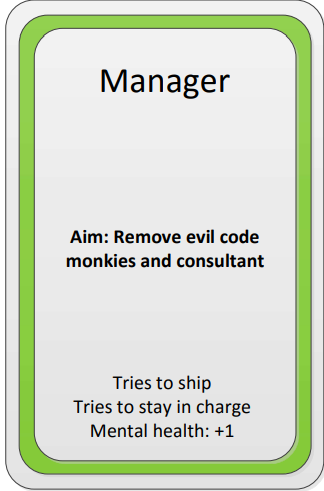 Manager
Aim: Remove evil code
monkies and consultant
Tries to ship
Tries to stay in charge
Mental health: +1